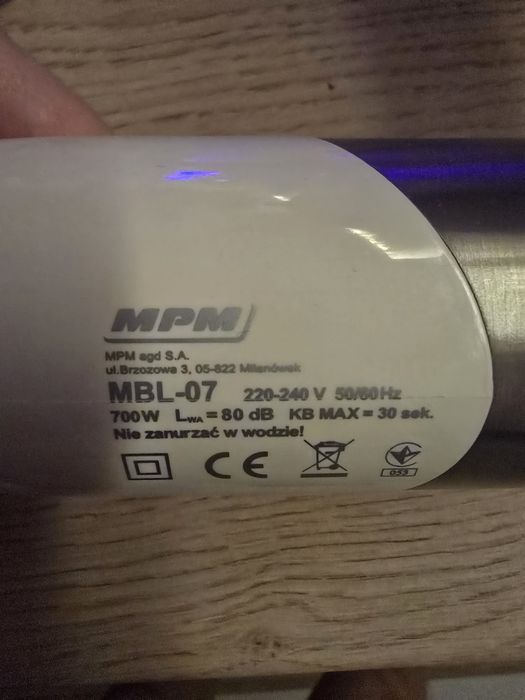 MPM
MPM agd S.A.
ul.Brzozowa 3, 05-822 Milanówek
MBL-07 220-240 V 50/60Hz
700W LWA = 80 dB KB MAX = 30 sek.
Nie zanurzać w wodzie!
CE
053